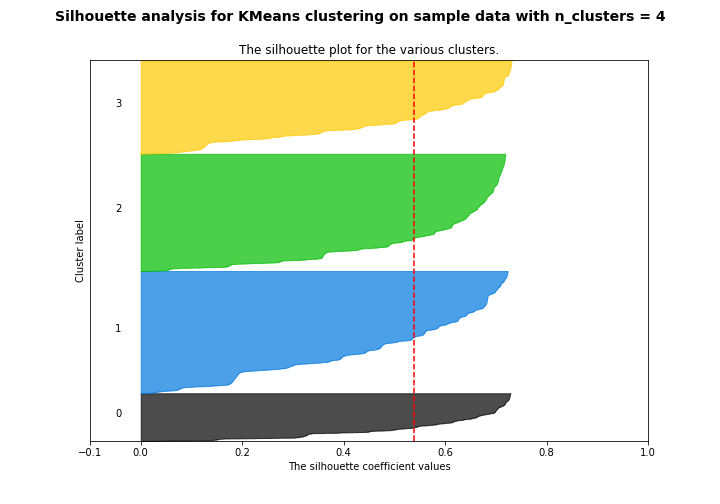 Silhouette analysis for KMeans clustering on sample data with n_clusters = 4
The silhouette plot for the various clusters.
3
2
1
0
Cluster label
−0.1 0.0 0.2 0.4 0.6 0.8 1.0
The silhouette coefficient values